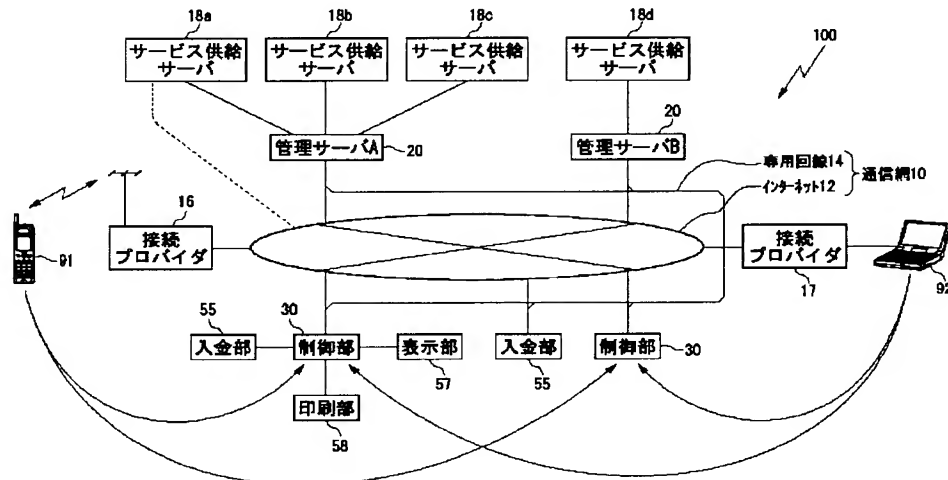 18a
18b
18c
18d
100
サービス供給
サーバ
サービス供給
サーバ
サービス供給
サーバ
サービス供給
サーバ
管理サーバA
20
20
管理サーバB
専用回線14
インターネット12
通信網10
16
接続
プロバイダ
91
接続
プロバイダ
17
92
55
入金部
30
制御部
表示部
57
入金部
55
制御部
30
印刷部
58